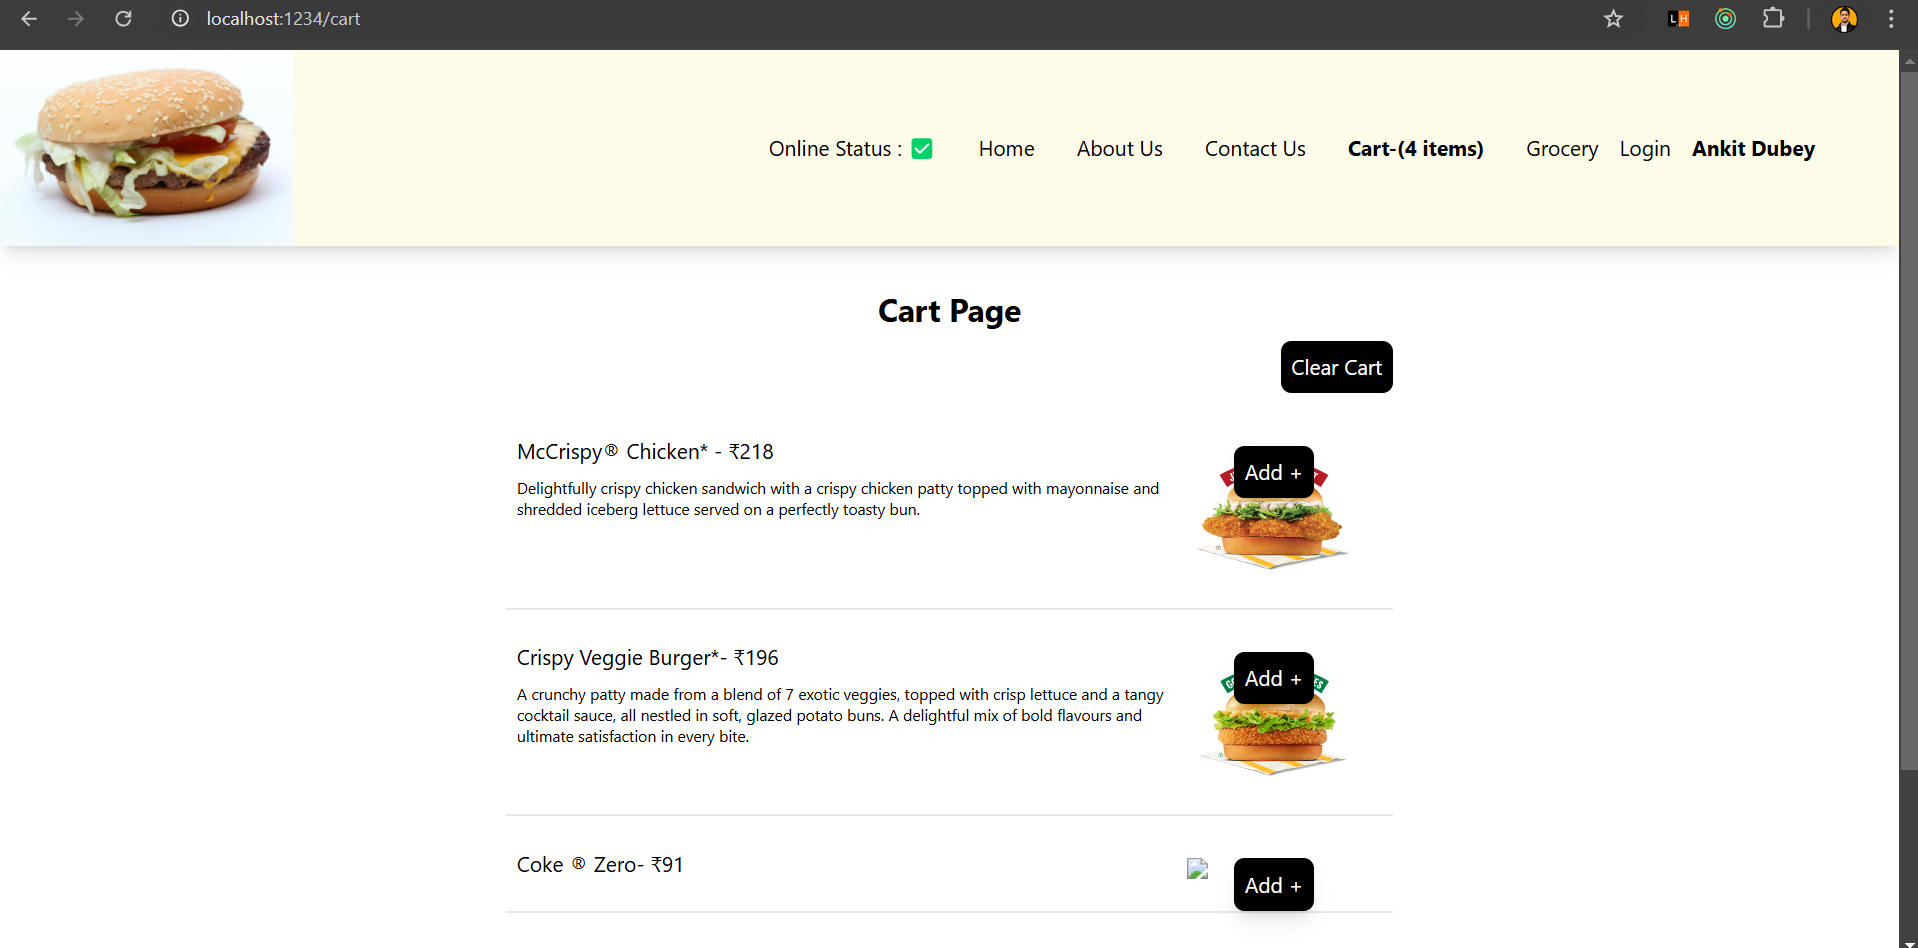 localhost:1234/cart
L H
Online Status : ✅ Home About Us Contact Us Cart-(4 items) Grocery Login Ankit Dubey
Cart Page
Clear Cart
McCrispy® Chicken* - ₹218
Add +
Delightfully crispy chicken sandwich with a crispy chicken patty topped with mayonnaise and
shredded iceberg lettuce served on a perfectly toasty bun.
Crispy Veggie Burger*- ₹196
Add +
A crunchy patty made from a blend of 7 exotic veggies, topped with crisp lettuce and a tangy
cocktail sauce, all nestled in soft, glazed potato buns. A delightful mix of bold flavours and
ultimate satisfaction in every bite.
Coke ® Zero- ₹91
Add +